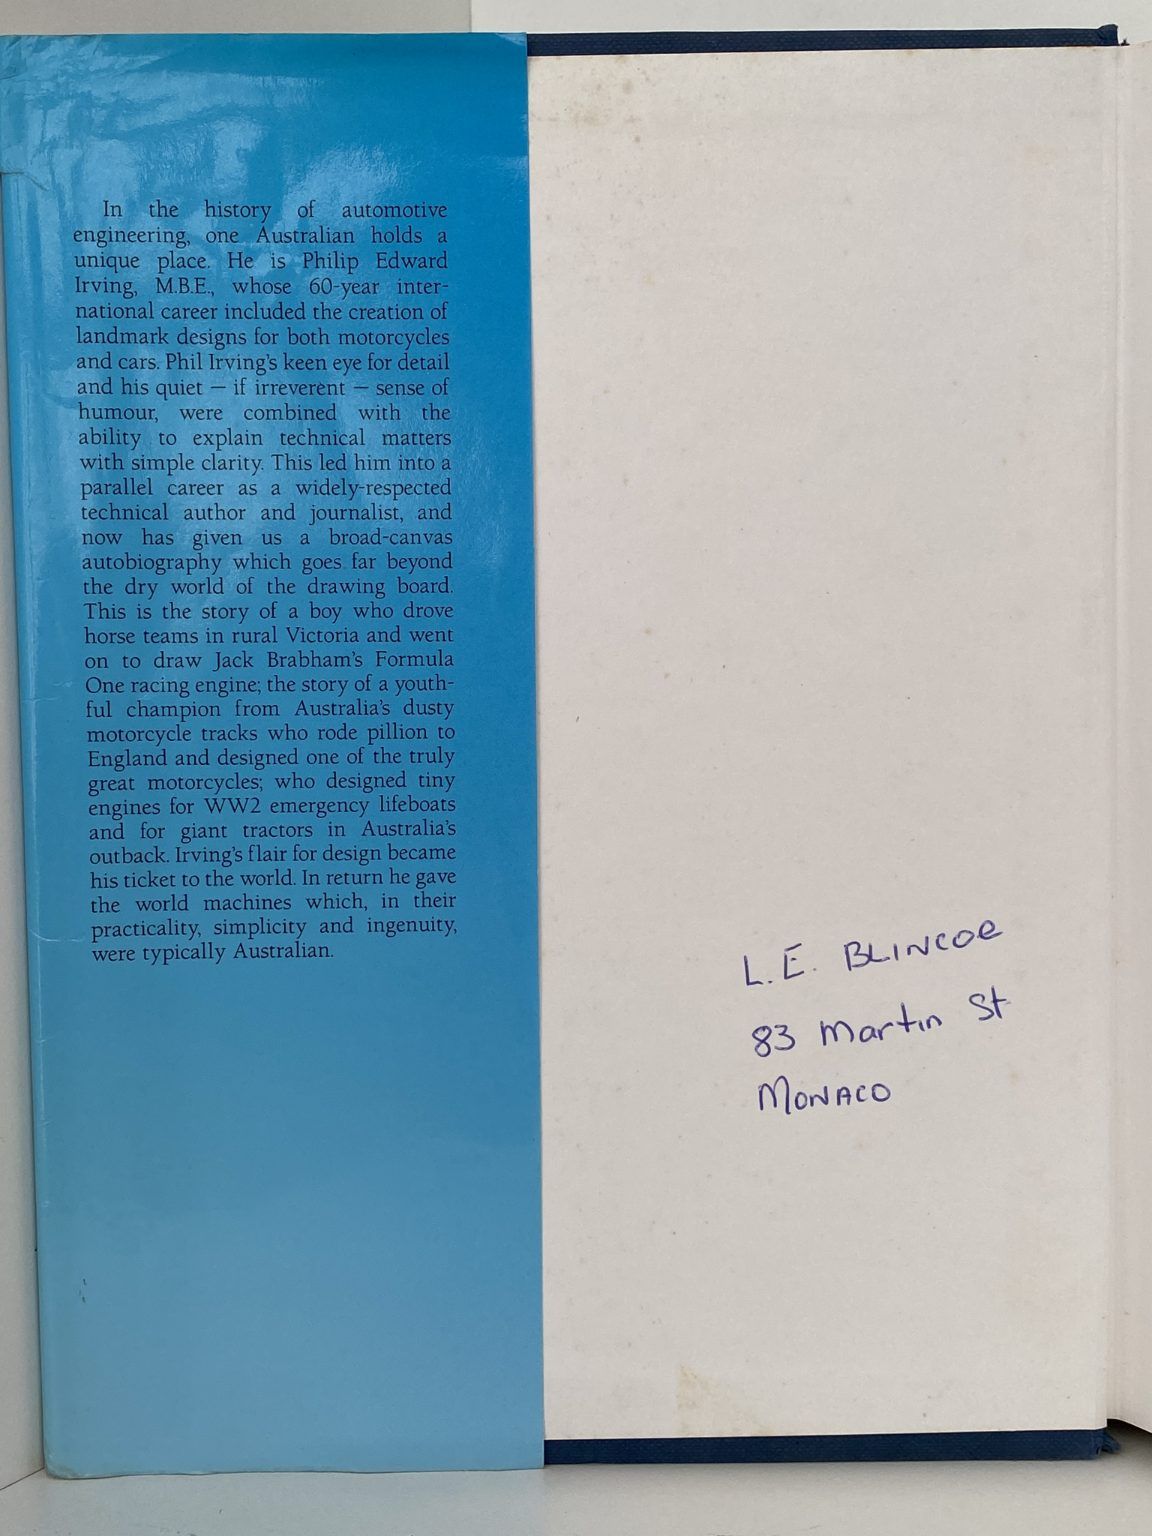 In the history of automotive
engineering, one Australian holds a
unique place. He is Philip Edward
Irving, M.B.E., whose 60-year inter-
national career included the creation of
landmark designs for both motorcycles
and cars. Phil Irving's keen eye for detail
and his quiet — if irreverent — sense of
humour, were combined with the
ability to explain technical matters
with simple clarity. This led him into a
parallel career as a widely-respected
technical author and journalist, and
now has given us a broad-canvas
autobiography which goes far beyond
the dry world of the drawing board.
This is the story of a boy who drove
horse teams in rural Victoria and went
on to draw Jack Brabham's Formula
One racing engine; the story of a youth-
ful champion from Australia's dusty
motorcycle tracks who rode pillion to
England and designed one of the truly
great motorcycles; who designed tiny
engines for WW2 emergency lifeboats
and for giant tractors in Australia's
outback. Irving's flair for design became
his ticket to the world. In return he gave
the world machines which, in their
practicality, simplicity and ingenuity,
were typically Australian.
L.E. BLINCOE
83 Martin St
MONACO